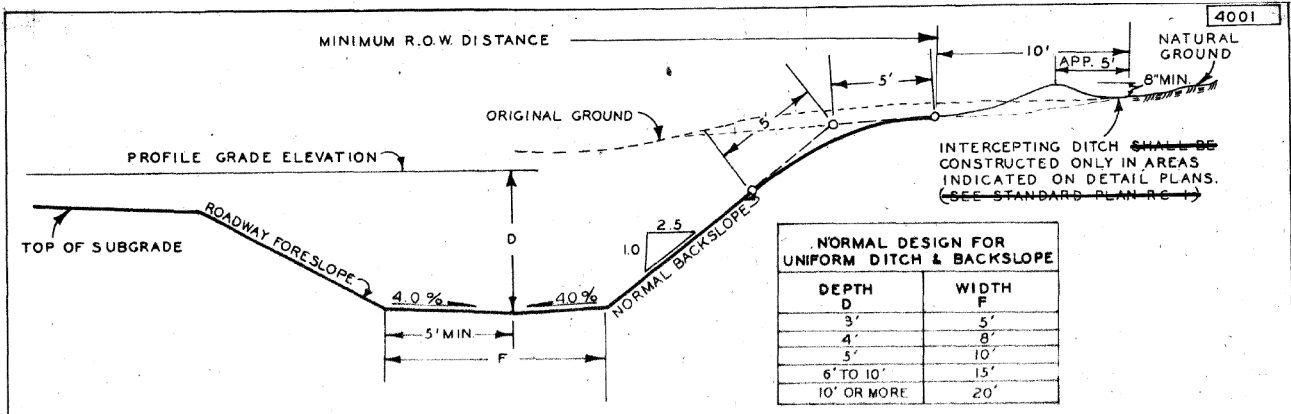 4001
MINIMUM R.O.W. DISTANCE
10'
NATURAL
GROUND
APP. 5'
8" MIN.
5'
5'
ORIGINAL GROUND
PROFILE GRADE ELEVATION
INTERCEPTING DITCH SHALL BE
CONSTRUCTED ONLY IN AREAS
INDICATED ON DETAIL PLANS.
(SEE STANDARD PLAN RC-1)
TOP OF SUBGRADE
ROADWAY FORESLOPE
D
2.5
1.0
NORMAL BACKSLOPE
4.0%
4.0%
5' MIN.
F
NORMAL DESIGN FOR
UNIFORM DITCH & BACKSLOPE
DEPTH WIDTH
D F
3' 5'
4' 8'
5' 10'
6' TO 10' 15'
10' OR MORE 20'